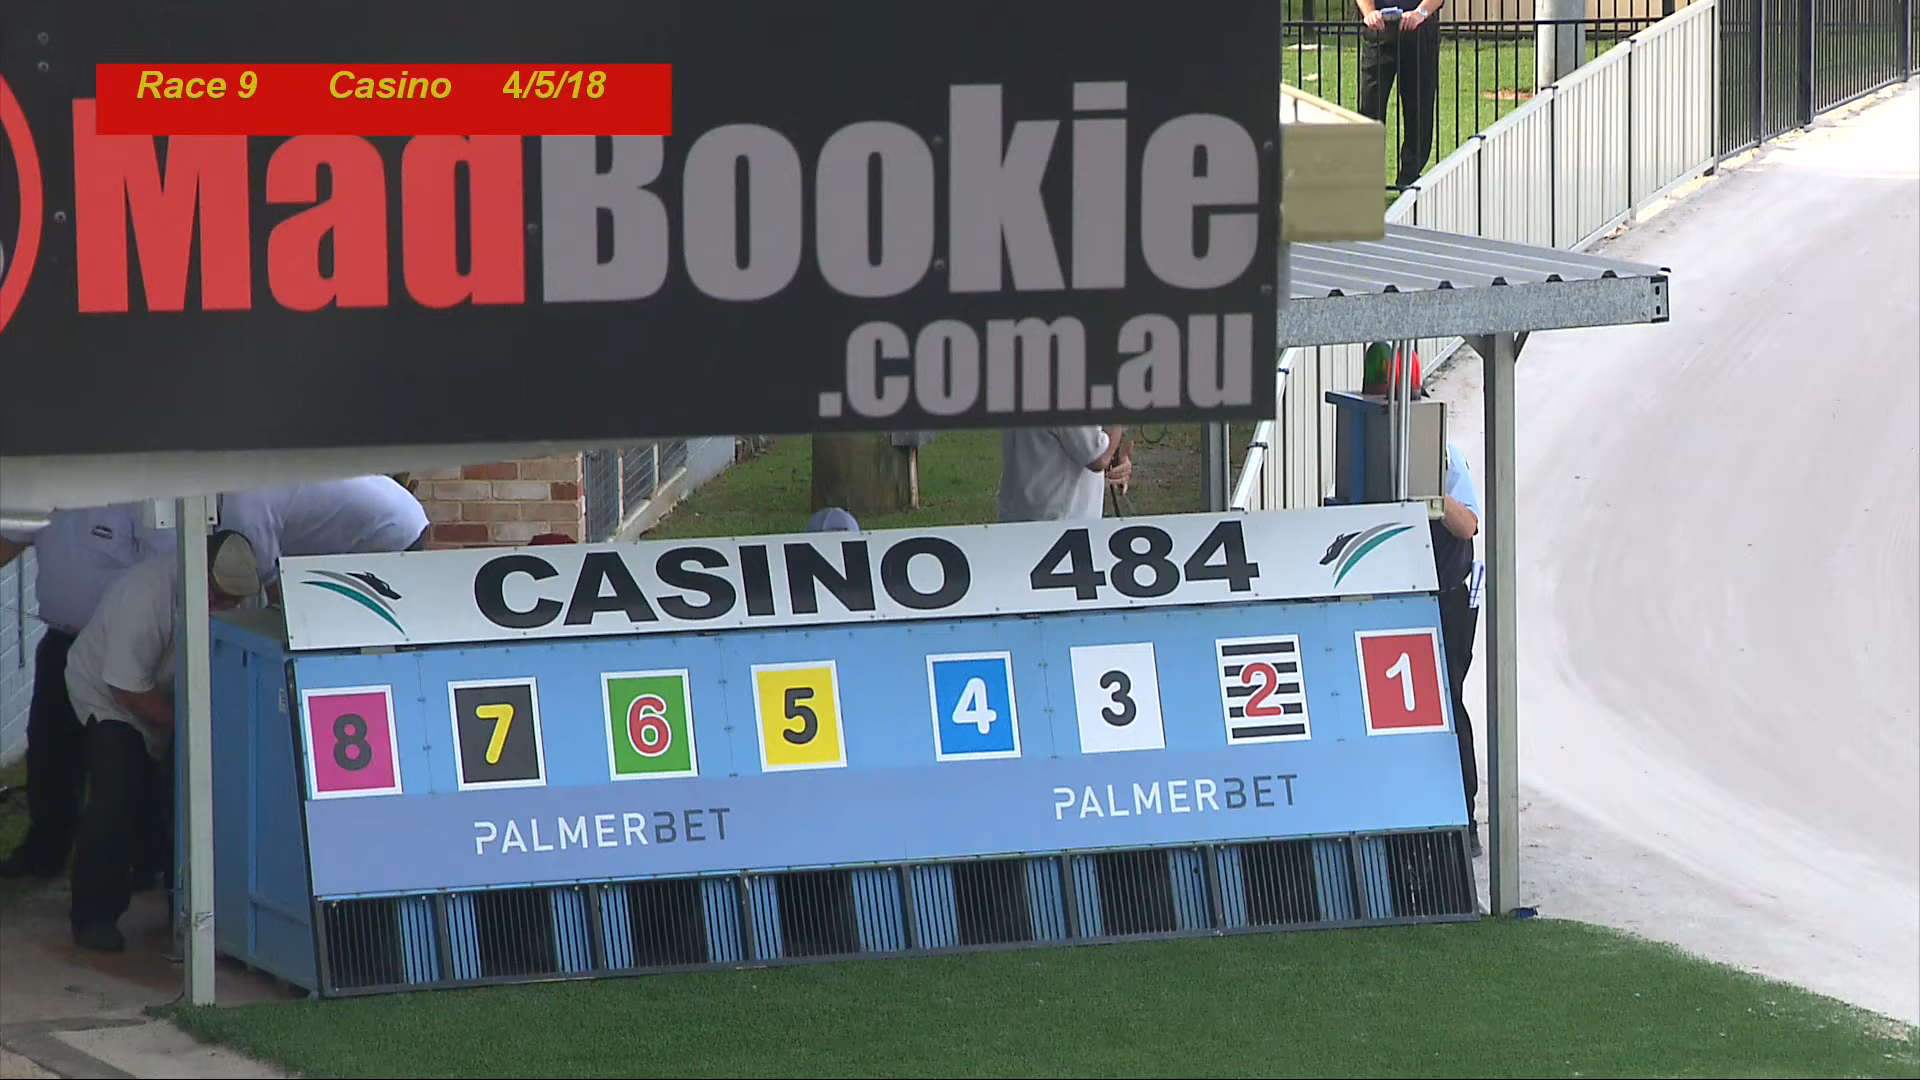 Race 9 Casino 4/5/18
MadBookie
.com.au
CASINO 484
8 7 6 5 4 3 2 1
PALMERBET PALMERBET